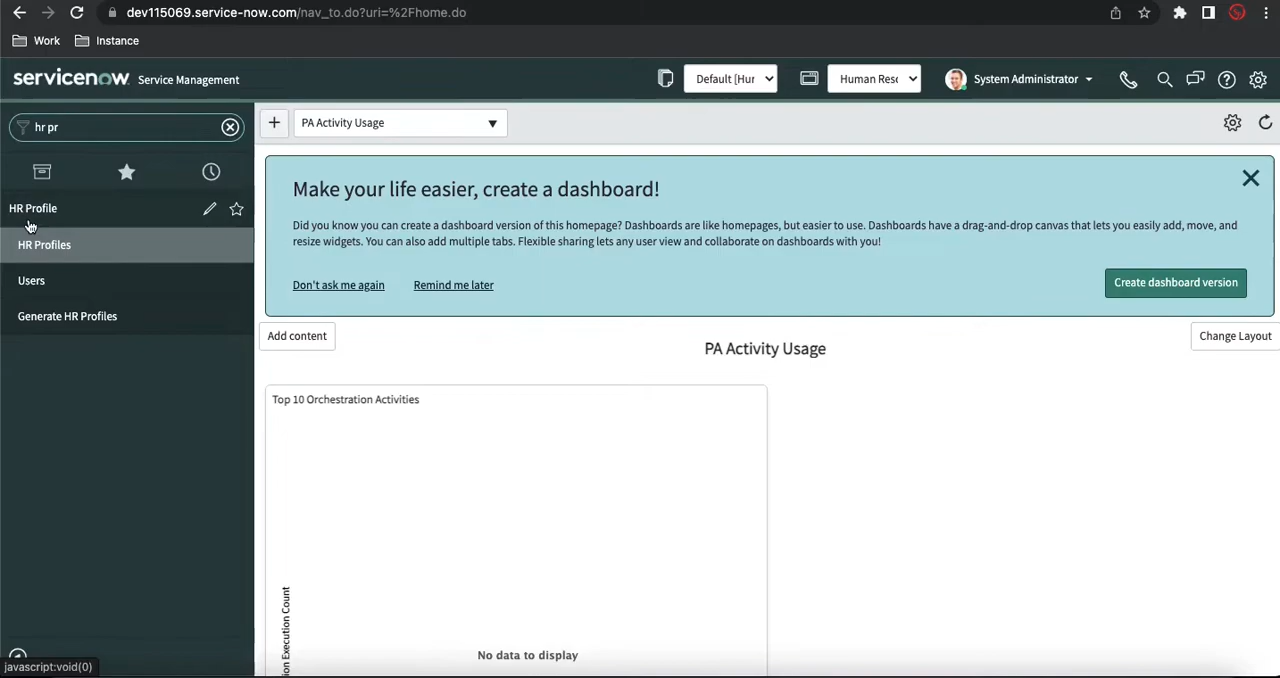 dev115069.service-now.com/nav_to.do?uri=%2Fhome.do
Work
Instance
servicenow
Service Management
Default [Hur
Human Resc
System Administrator
hr pr
PA Activity Usage
HR Profile
HR Profiles
Users
Generate HR Profiles
Make your life easier, create a dashboard!
Did you know you can create a dashboard version of this homepage? Dashboards are like homepages, but easier to use. Dashboards have a drag-and-drop canvas that lets you easily add, move, and
resize widgets. You can also add multiple tabs. Flexible sharing lets any user view and collaborate on dashboards with you!
Don't ask me again
Remind me later
Create dashboard version
Add content
PA Activity Usage
Change Layout
Top 10 Orchestration Activities
ion Execution Count
No data to display
javascript:void(0)